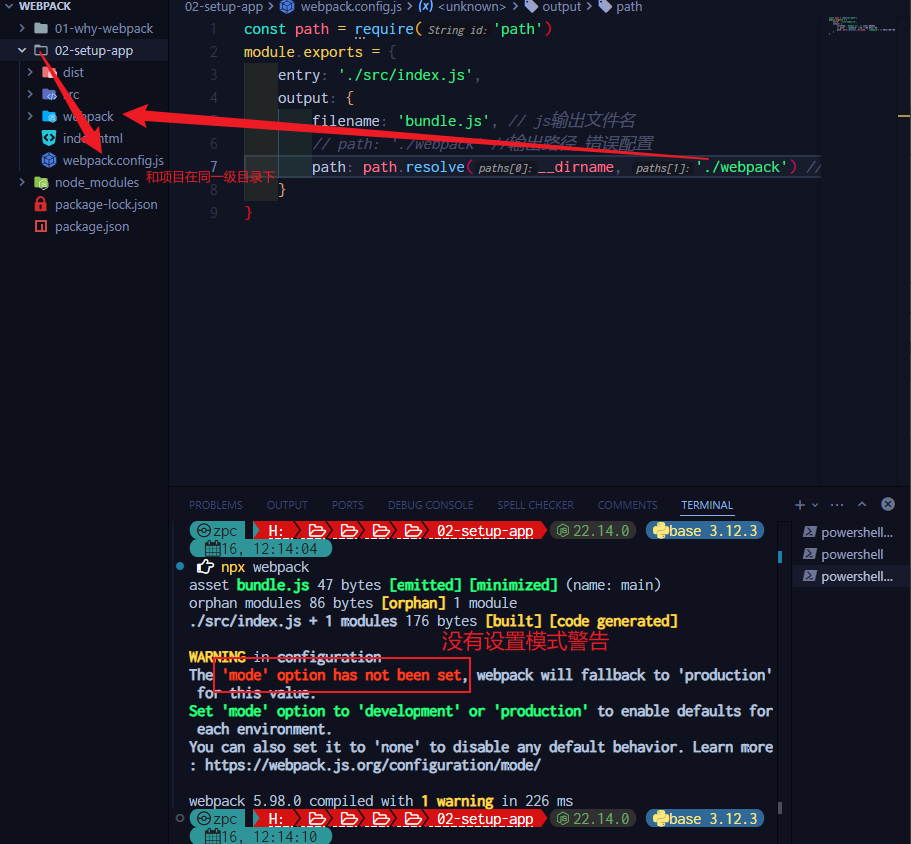 WEBPACK
01-why-webpack
02-setup-app
dist
src
webpack
index.html
webpack.config.js
node_modules
package-lock.json
package.json
和项目在同一级目录下
02-setup-app > webpack.config.js > <unknown> > output > path
1 const path = require(String id: 'path')
2 module.exports = {
3 entry: './src/index.js',
4 output: {
filename: 'bundle.js', // js输出文件名
6 // path: './webpack' //输出路径 错误配置
7 path: path.resolve(paths[0]:__dirname, paths[1]:'./webpack') //
8 }
9 }
PROBLEMS OUTPUT PORTS DEBUG CONSOLE SPELL CHECKER COMMENTS TERMINAL
zpc H: 02-setup-app 22.14.0 base 3.12.3
16, 12:14:04
npx webpack
asset bundle.js 47 bytes [emitted] [minimized] (name: main)
orphan modules 86 bytes [orphan] 1 module
./src/index.js + 1 modules 176 bytes [built] [code generated]
没有设置模式警告
WARNING in configuration
The 'mode' option has not been set, webpack will fallback to 'production'
for this value.
Set 'mode' option to 'development' or 'production' to enable defaults for
each environment.
You can also set it to 'none' to disable any default behavior. Learn more
: https://webpack.js.org/configuration/mode/
webpack 5.98.0 compiled with 1 warning in 226 ms
zpc H: 02-setup-app 22.14.0 base 3.12.3
16, 12:14:10
powershell...
powershell
powershell...